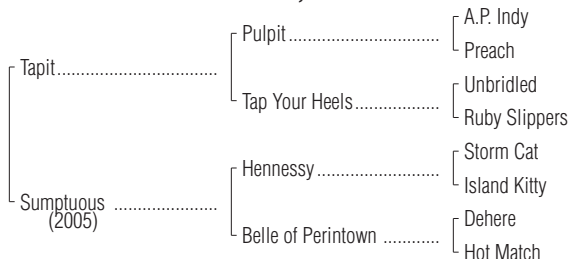 A.P. Indy
Pulpit
Preach
Tapit
Unbridled
Tap Your Heels
Ruby Slippers
Storm Cat
Hennessy
Island Kitty
Sumptuous
(2005)
Dehere
Belle of Perintown
Hot Match